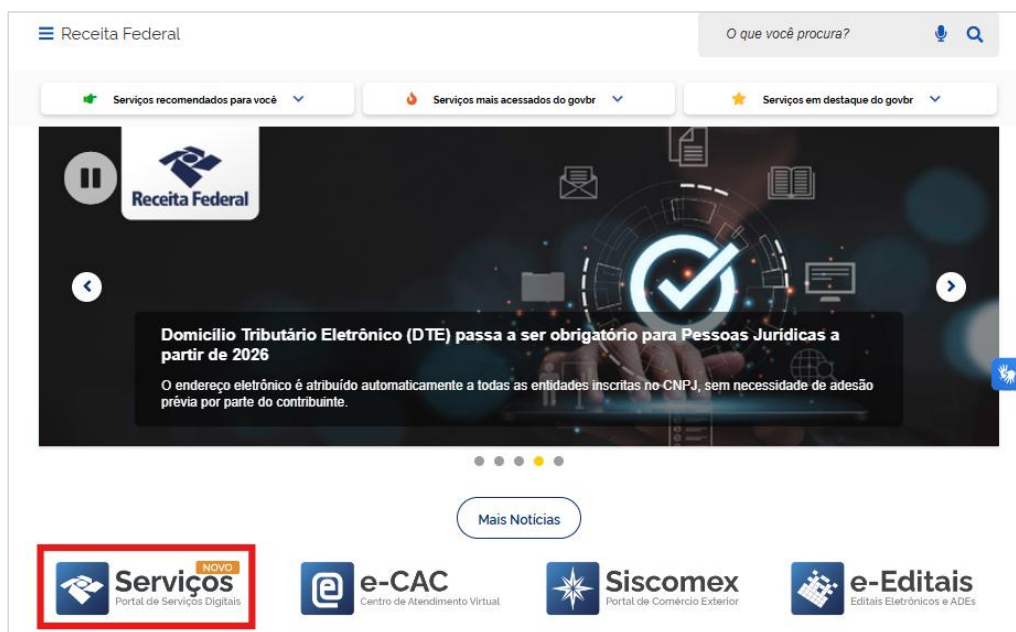 Receita Federal
O que você procura?
Serviços recomendados para você
Serviços mais acessados do govbr
Serviços em destaque do govbr
Receita Federal
Domicílio Tributário Eletrônico (DTE) passa a ser obrigatório para Pessoas Jurídicas a
partir de 2026
O endereço eletrônico é atribuído automaticamente a todas as entidades inscritas no CNPJ, sem necessidade de adesão
prévia por parte do contribuinte.
Mais Notícias
NOVO
Serviços
Portal de Serviços Digitais
e-CAC
Centro de Atendimento Virtual
Siscomex
Portal de Comércio Exterior
e-Editais
Editais Eletrônicos e ADEs